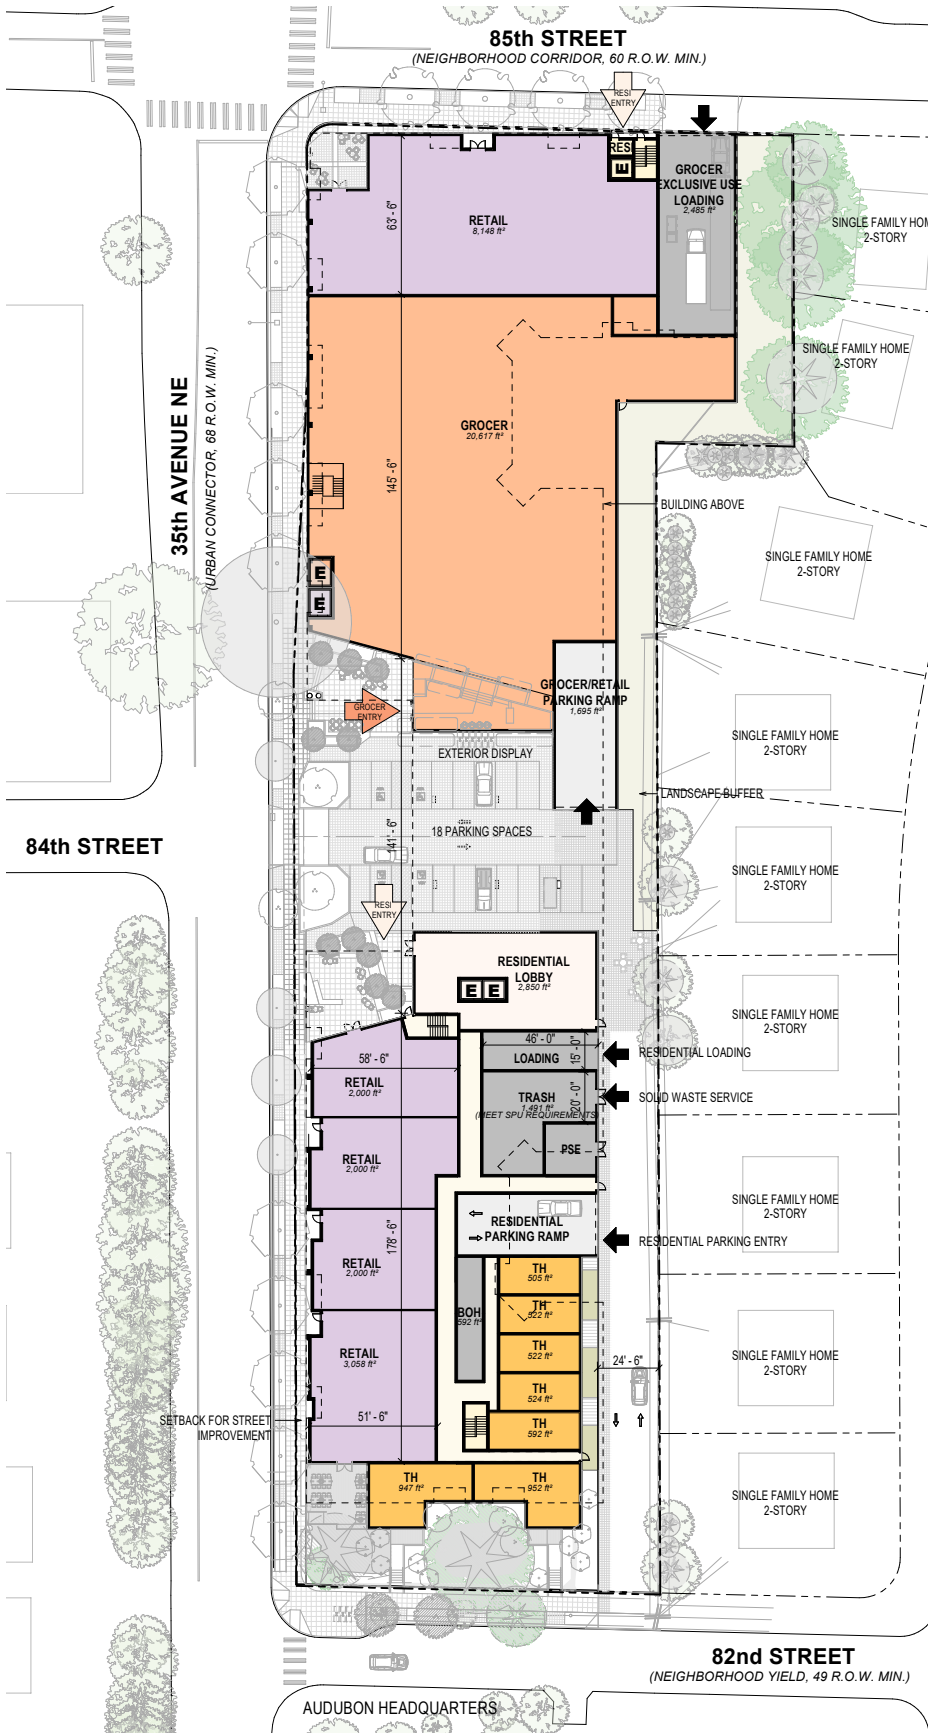 85th STREET
(NEIGHBORHOOD CORRIDOR, 60 R.O.W. MIN.)
RESI
ENTRY
RESI
E
GROCER
EXCLUSIVE USE
LOADING
2,485 ft²
RETAIL
8,148 ft²
63' - 6"
SINGLE FAMILY HOM
2-STORY
SINGLE FAMILY HOME
2-STORY
35th AVENUE NE
(URBAN CONNECTOR, 68 R.O.W. MIN.)
GROCER
20,617 ft²
145' - 6"
BUILDING ABOVE
SINGLE FAMILY HOME
2-STORY
E
E
GROCER/RETAIL
PARKING RAMP
1,695 ft²
GROCER
ENTRY
SINGLE FAMILY HOME
2-STORY
EXTERIOR DISPLAY
LANDSCAPE BUFFER
84th STREET
18 PARKING SPACES
141' - 6"
SINGLE FAMILY HOME
2-STORY
RESI
ENTRY
RESIDENTIAL
LOBBY
2,850 ft²
E E
SINGLE FAMILY HOME
2-STORY
46' - 0"
15' - 0"
LOADING
RESIDENTIAL LOADING
58' - 6"
RETAIL
2,000 ft²
TRASH
1,491 ft²
(MEET SPU REQUIREMENTS)
20' - 0"
SOLID WASTE SERVICE
PSE
RETAIL
2,000 ft²
SINGLE FAMILY HOME
2-STORY
RESIDENTIAL
PARKING RAMP
RESIDENTIAL PARKING ENTRY
178' - 6"
RETAIL
2,000 ft²
TH
505 ft²
BOH
592 ft²
TH
522 ft²
RETAIL
3,058 ft²
TH
522 ft²
24' - 6"
SINGLE FAMILY HOME
2-STORY
TH
524 ft²
51' - 6"
SETBACK FOR STREET
IMPROVEMENT
TH
592 ft²
TH
947 ft²
TH
952 ft²
SINGLE FAMILY HOME
2-STORY
82nd STREET
(NEIGHBORHOOD YIELD, 49 R.O.W. MIN.)
AUDUBON HEADQUARTERS